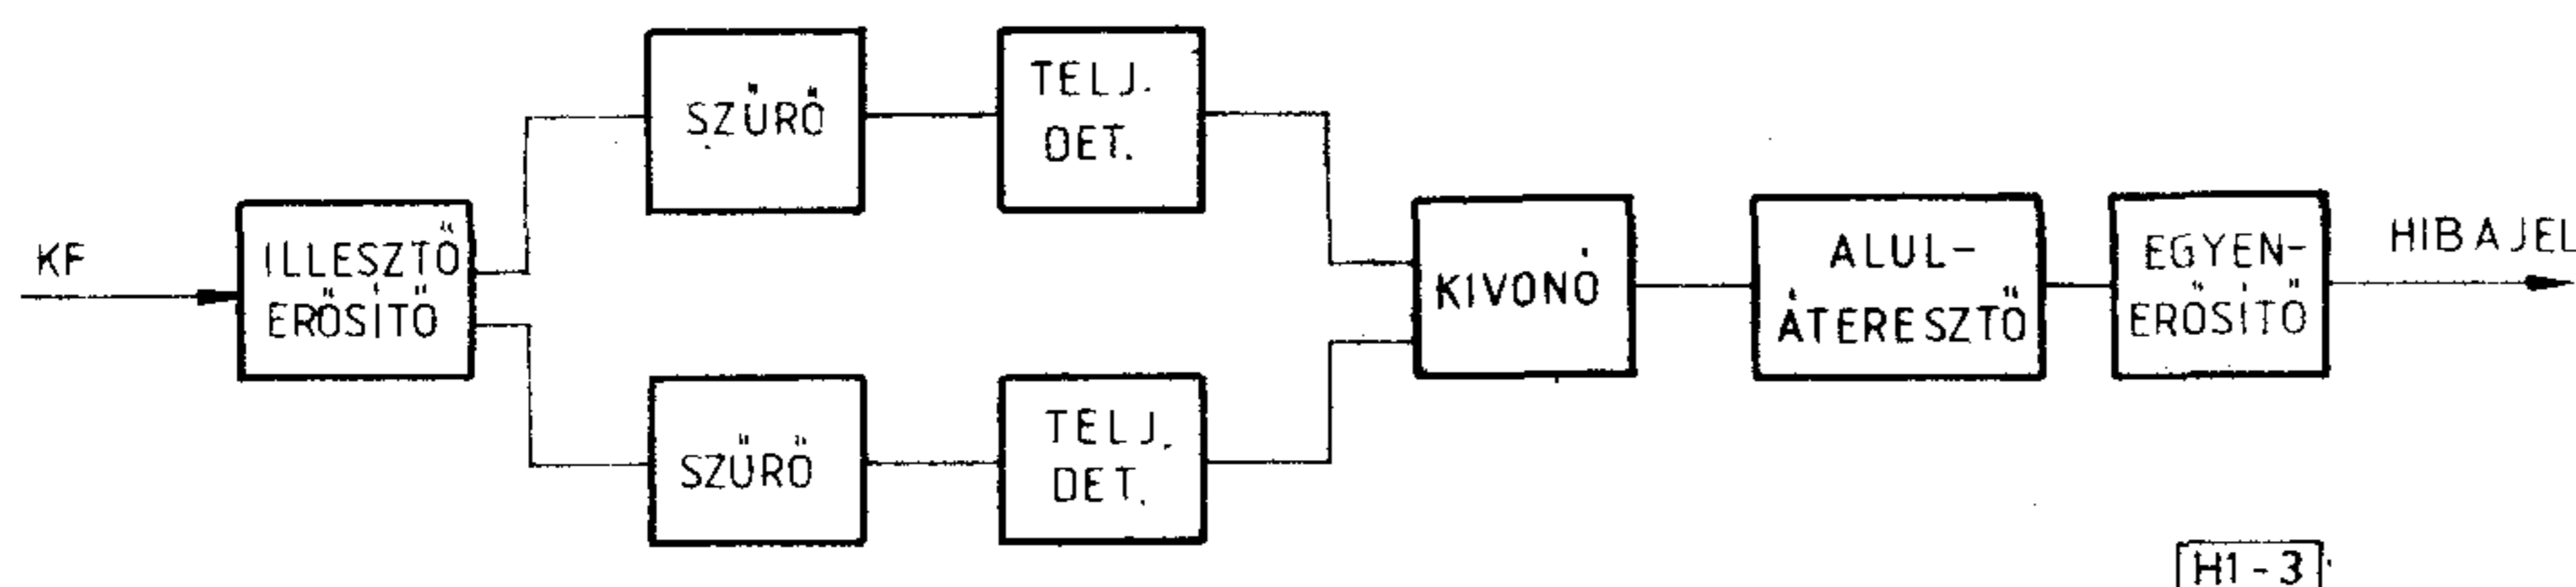 KF
ILLESZTŐ
ERŐSÍTŐ
SZŰRŐ
TELJ.
DET.
SZŰRŐ
TELJ.
DET.
KIVONÓ
ALUL-
ÁTERESZTŐ
EGYEN-
ERŐSÍTŐ
HIBAJEL
H1-3